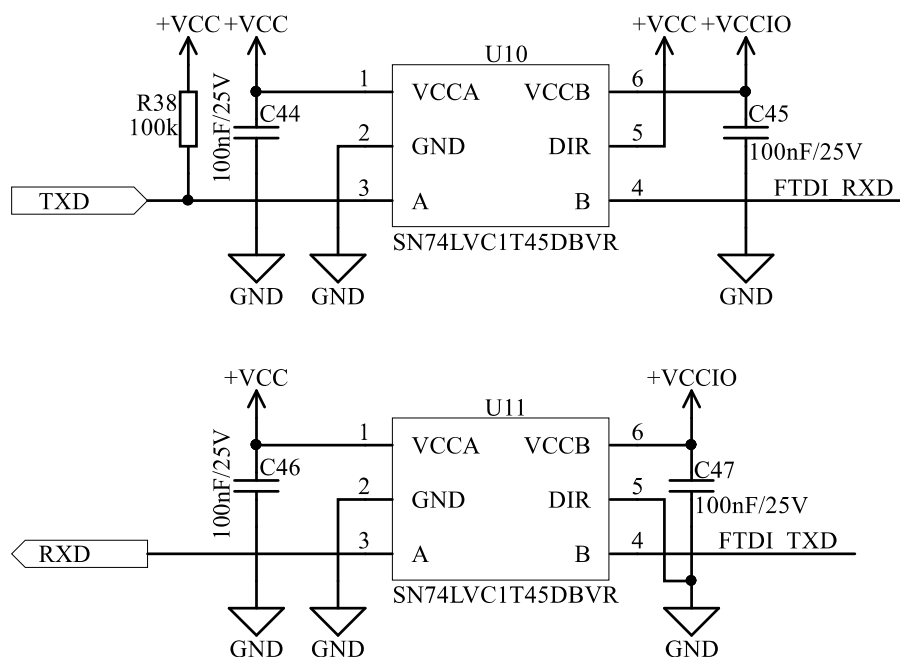 +VCC +VCC +VCC +VCCIO
U10
R38
100k
100nF/25V
C44
1 VCCA VCCB 6
2 GND DIR 5
3 A B 4
C45
100nF/25V
TXD
FTDI_RXD
SN74LVC1T45DBVR
GND GND GND
+VCC +VCCIO
U11
100nF/25V
C46
1 VCCA VCCB 6
2 GND DIR 5
3 A B 4
C47
100nF/25V
RXD
FTDI_TXD
SN74LVC1T45DBVR
GND GND GND